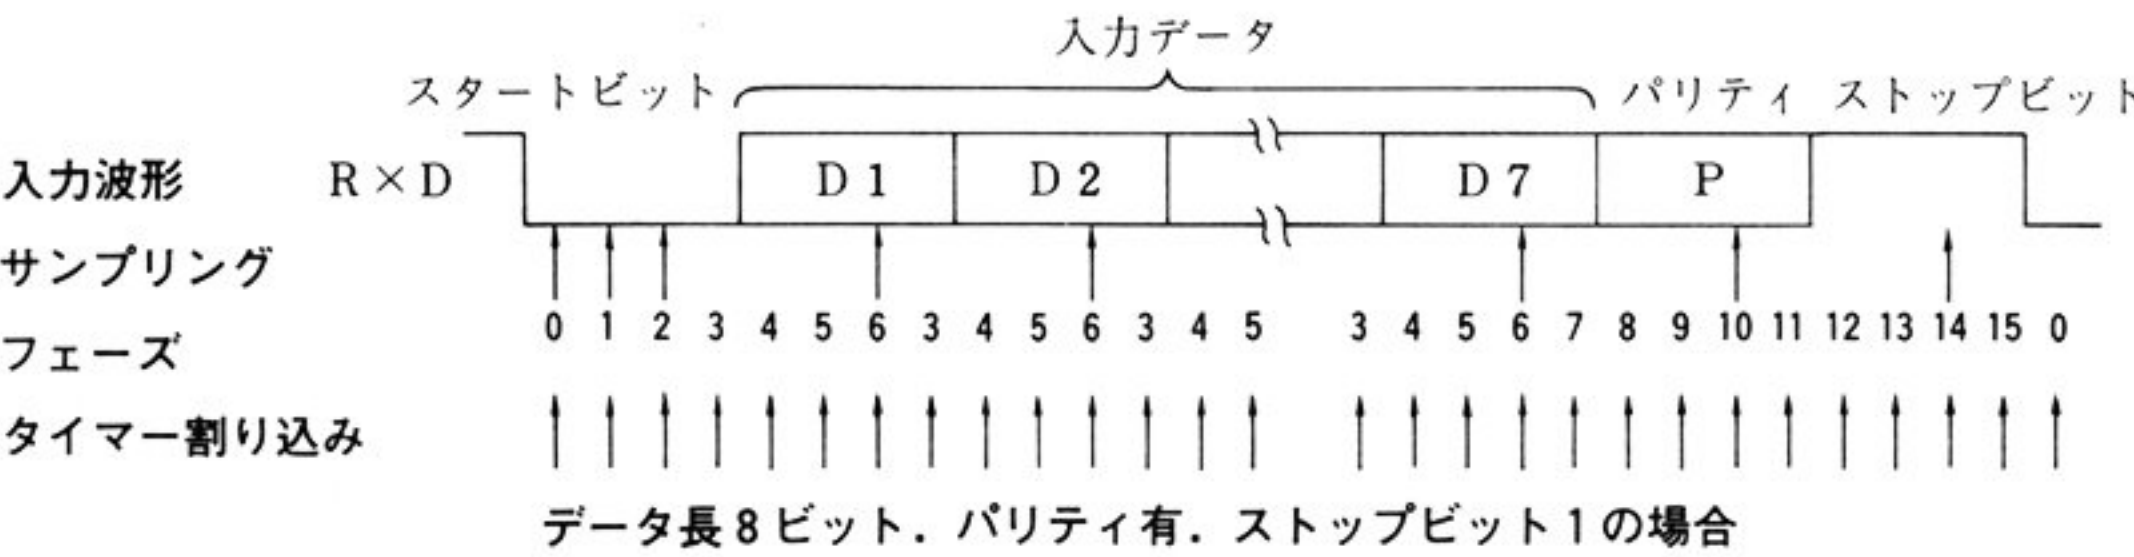 入力データ
スタートビット パリティ ストップビット
入力波形 R×D D1 D2 D7 P
サンプリング
0 1 2 3 4 5 6 3 4 5 6 3 4 5 3 4 5 6 7 8 9 10 11 12 13 14 15 0
フェーズ
タイマー割り込み
データ長8ビット．パリティ有．ストップビット1の場合